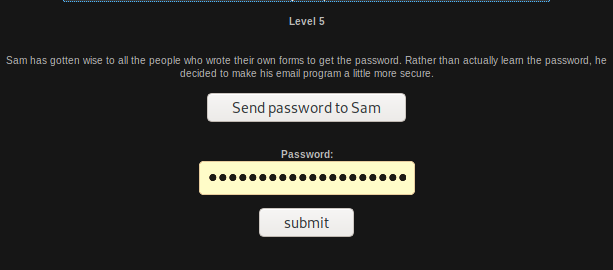 Level 5
Sam has gotten wise to all the people who wrote their own forms to get the password. Rather than actually learn the password, he
decided to make his email program a little more secure.
Send password to Sam
Password:
••••••••••••••••••••
submit